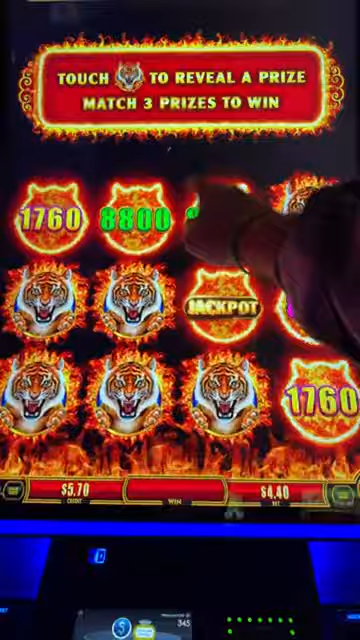 TOUCH TO REVEAL A PRIZE
MATCH 3 PRIZES TO WIN
1760
8800
JACKPOT
1760
$5.70
CREDIT
WIN
$4.40
BET
345